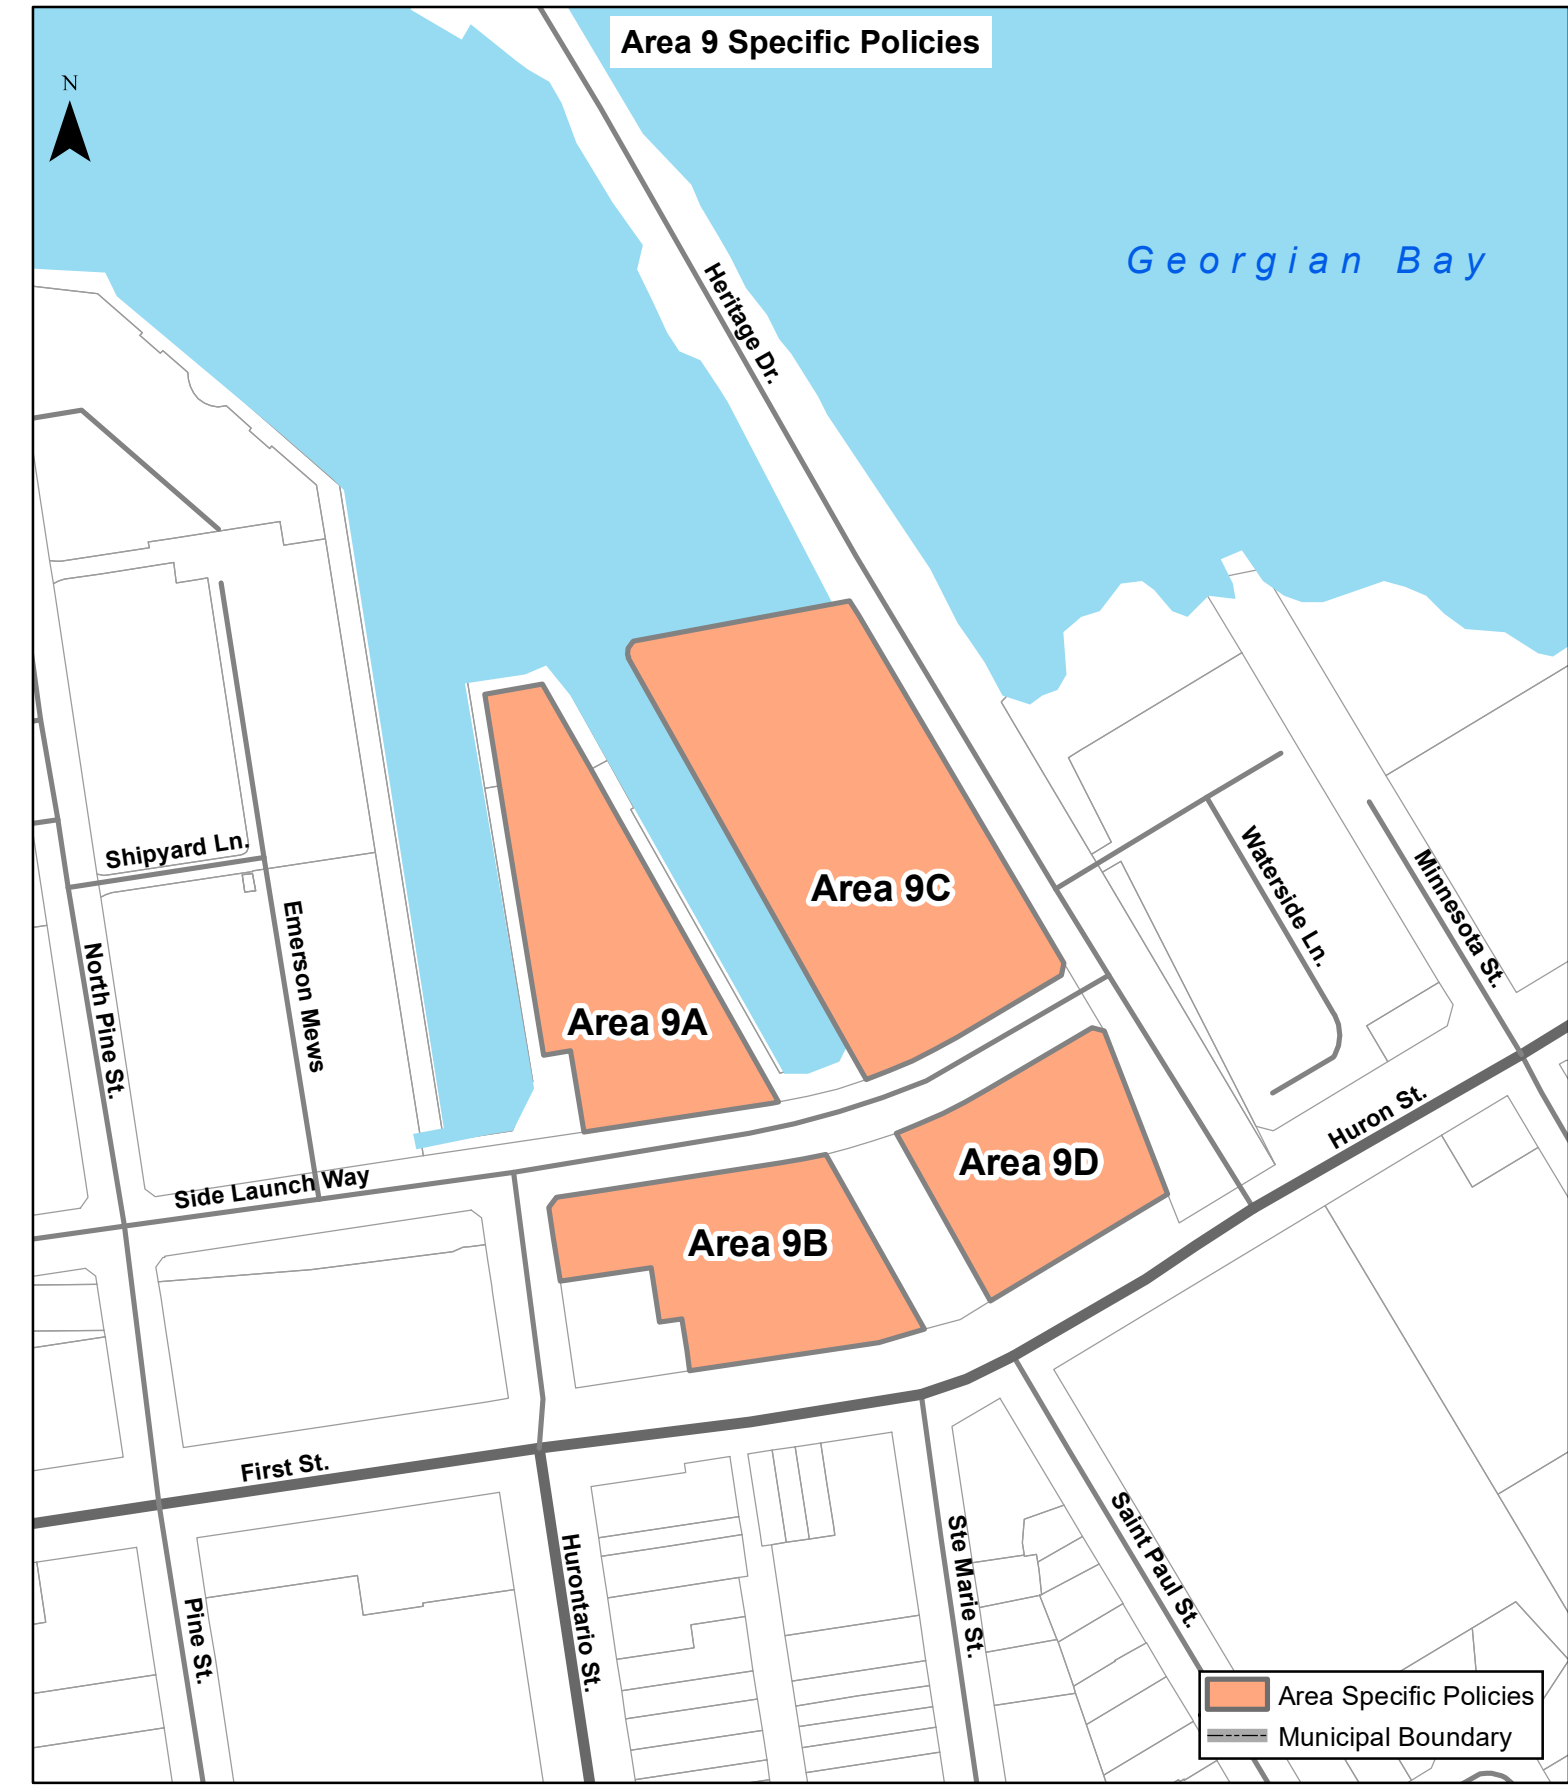 Area 9 Specific Policies
N
Georgian Bay
Heritage Dr.
Shipyard Ln.
Waterside Ln.
Minnesota St.
Area 9C
Emerson Mews
North Pine St.
Area 9A
Huron St.
Area 9D
Side Launch Way
Area 9B
First St.
Saint Paul St.
Ste Marie St.
Hurontario St.
Pine St.
Area Specific Policies
Municipal Boundary